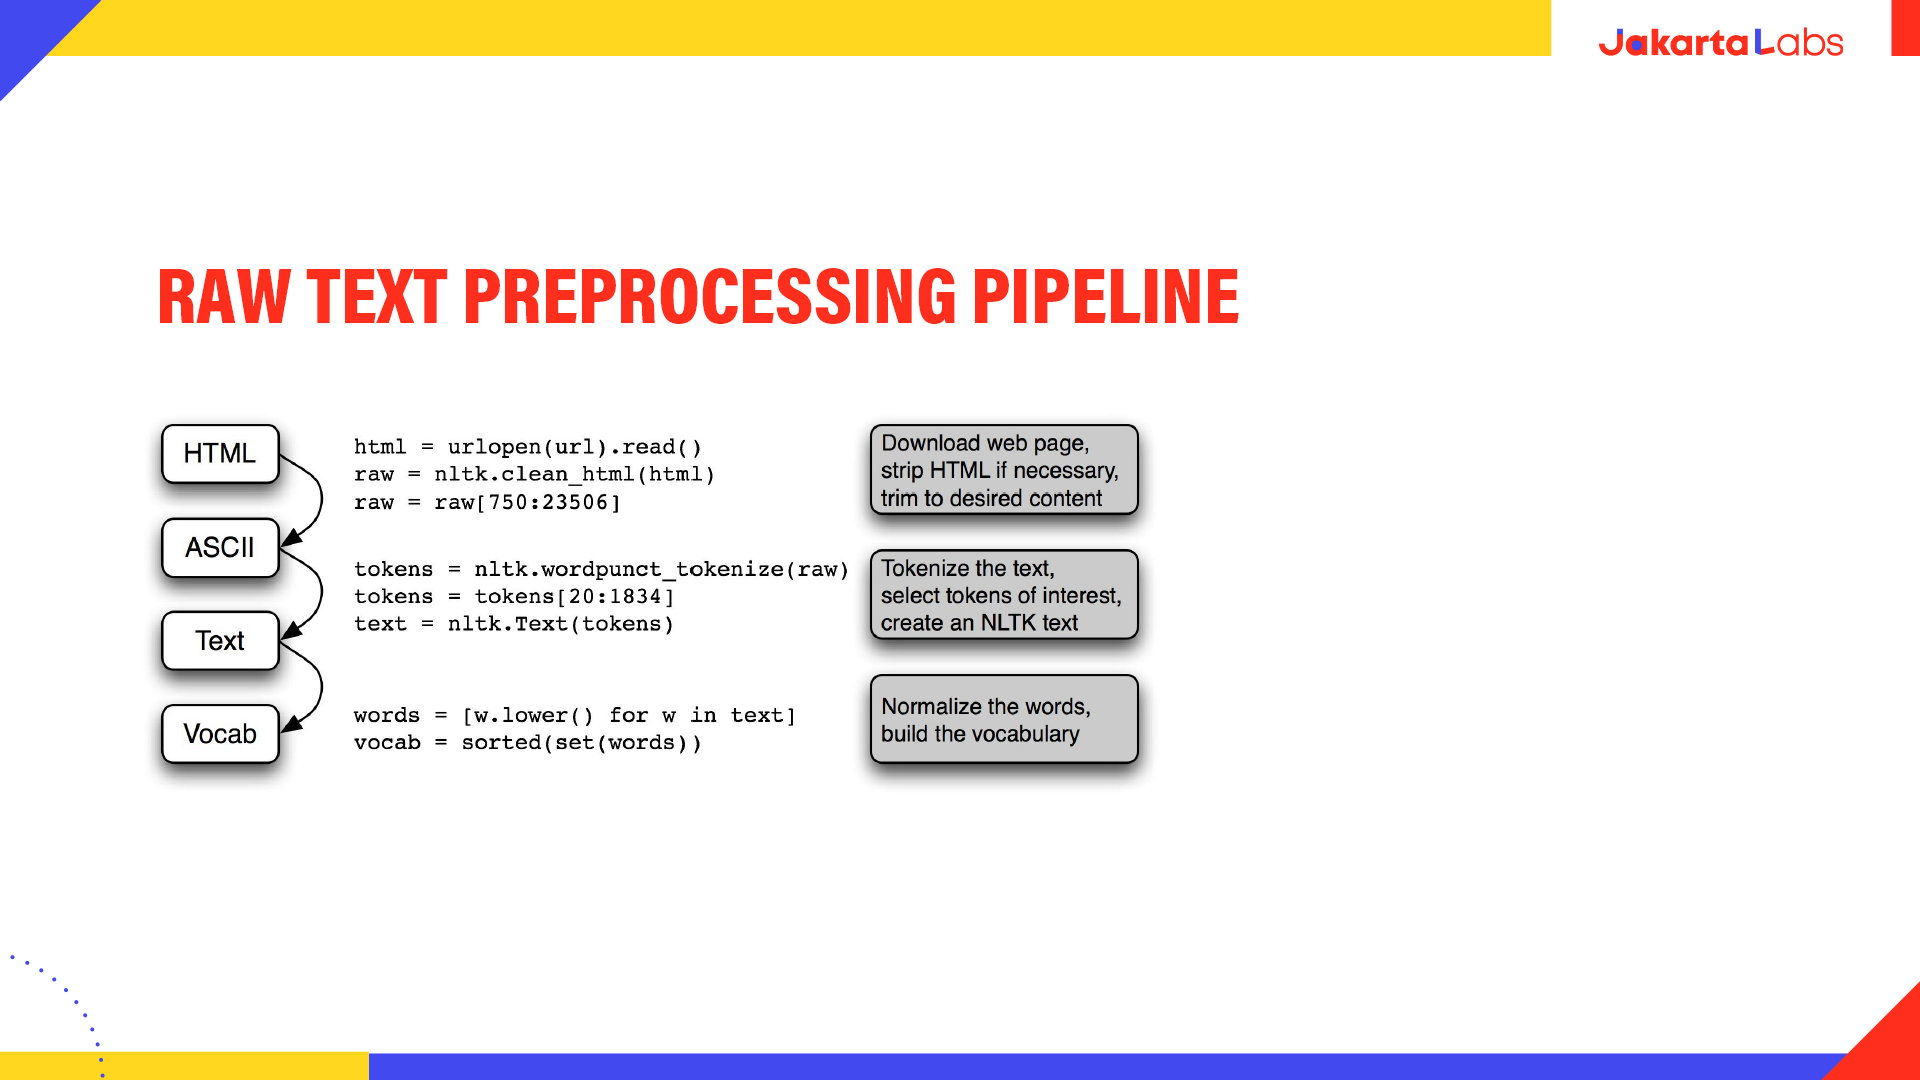 JakartaLabs
RAW TEXT PREPROCESSING PIPELINE
HTML
ASCII
Text
Vocab
html = urlopen(url).read()
raw = nltk.clean_html(html)
raw = raw[750:23506]
tokens = nltk.wordpunct_tokenize(raw)
tokens = tokens[20:1834]
text = nltk.Text(tokens)
words = [w.lower() for w in text]
vocab = sorted(set(words))
Download web page,
strip HTML if necessary,
trim to desired content
Tokenize the text,
select tokens of interest,
create an NLTK text
Normalize the words,
build the vocabulary